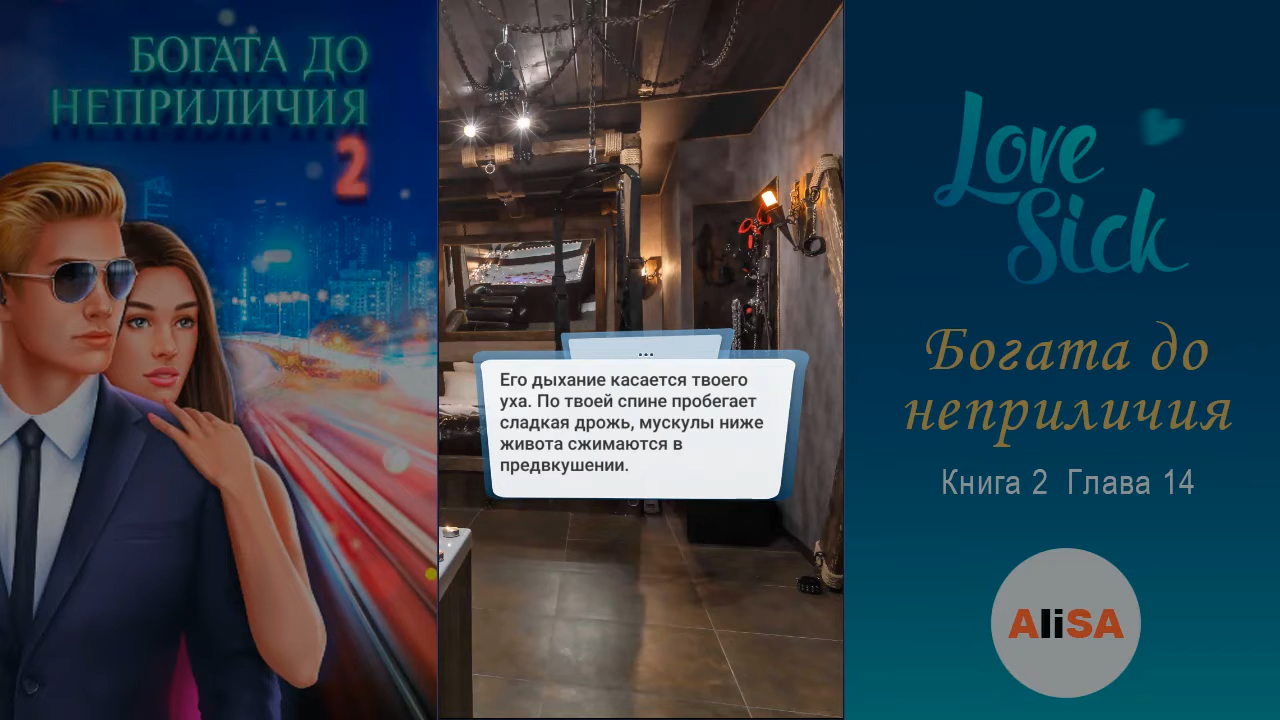 БОГАТА ДО
НЕПРИЛИЧИЯ
2
...
Его дыхание касается твоего
уха. По твоей спине пробегает
сладкая дрожь, мускулы ниже
живота сжимаются в
предвкушении.
Love
Sick
Богата до
неприличия
Книга 2 Глава 14
AliSA